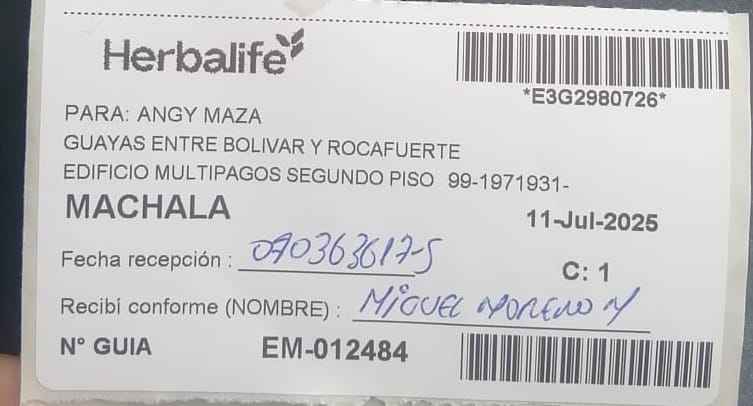 Herbalife
*E3G2980726*
PARA: ANGY MAZA
GUAYAS ENTRE BOLIVAR Y ROCAFUERTE
EDIFICIO MULTIPAGOS SEGUNDO PISO 99-1971931-
MACHALA
11-Jul-2025
Fecha recepción : 070363617-5
C: 1
Recibí conforme (NOMBRE) : MIGUEL MORENO M
N° GUIA EM-012484